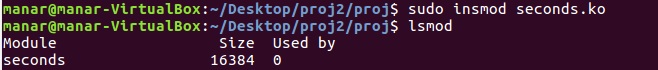 manar@manar-VirtualBox:~/Desktop/proj2/proj$ sudo insmod seconds.ko
manar@manar-VirtualBox:~/Desktop/proj2/proj$ lsmod
Module                  Size  Used by
seconds                16384  0